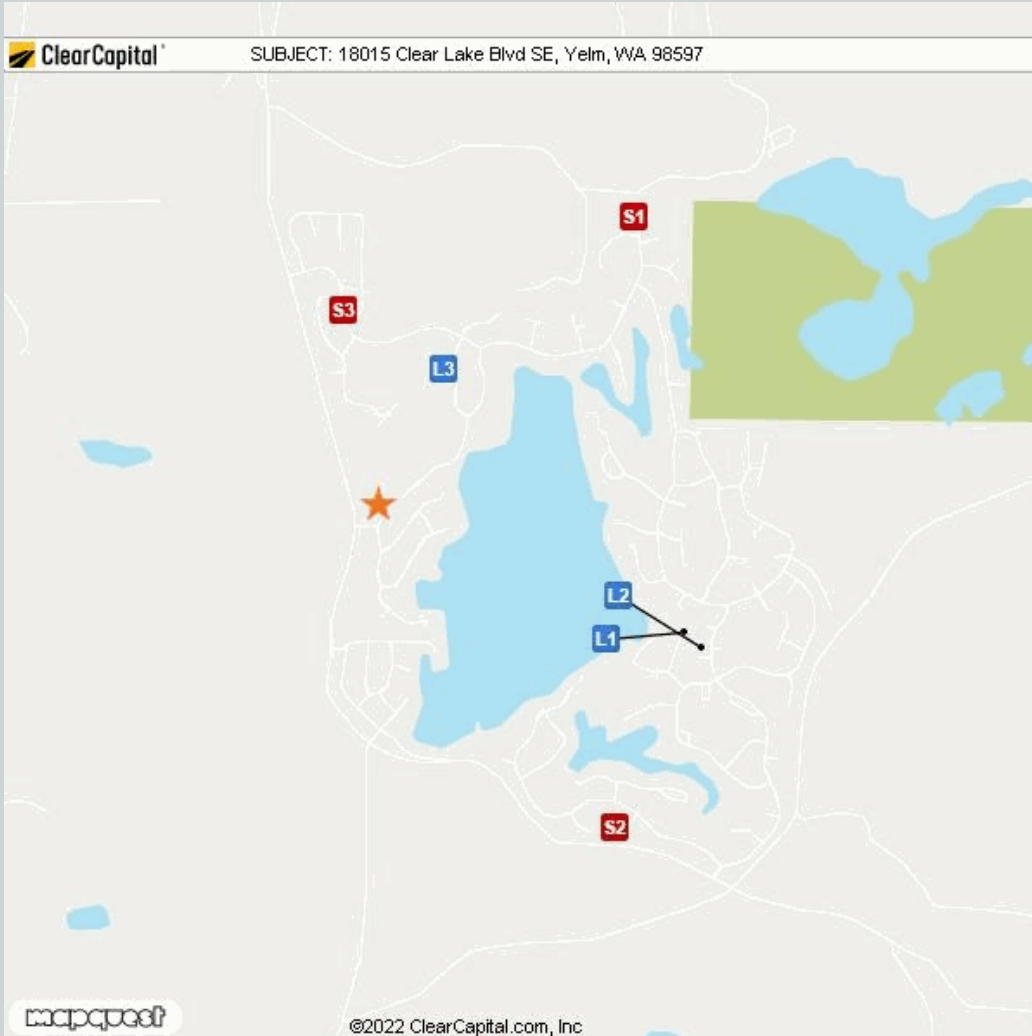 ClearCapital SUBJECT: 18015 Clear Lake Blvd SE, Yelm, WA 98597
S1
S3
L3
L2
L1
S2
mapquest ©2022 ClearCapital.com, Inc